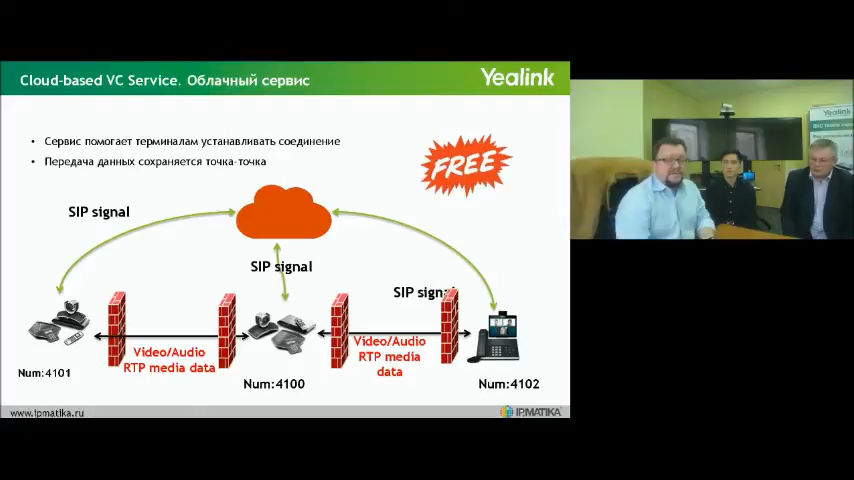 Cloud-based VC Service. Облачный сервис
Yealink
• Сервис помогает терминалам устанавливать соединение
• Передача данных сохраняется точка-точка
FREE
SIP signal
SIP signal
SIP signal
Video/Audio
RTP media data
Video/Audio
RTP media
data
Num:4101
Num:4100
Num:4102
www.ipmatika.ru
IPMATIKA
Yealink